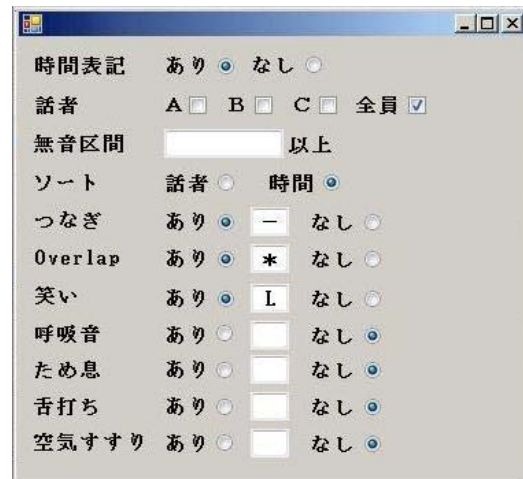 時間表記 あり なし
話者 A B C 全員
無音区間 以上
ソート 話者 時間
つなぎ あり － なし
Overlap あり * なし
笑い あり L なし
呼吸音 あり なし
ため息 あり なし
舌打ち あり なし
空気すすり あり なし